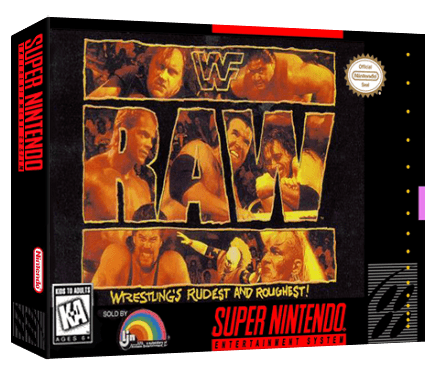 SUPER NINTENDO
Nintendo
WF
RAW
Official
Nintendo
Seal
WRESTLING'S RUDEST AND ROUGHEST!
KIDS TO ADULTS
K-A
AGES 6+
SOLD BY
LJN
SUPER NINTENDO
ENTERTAINMENT SYSTEM